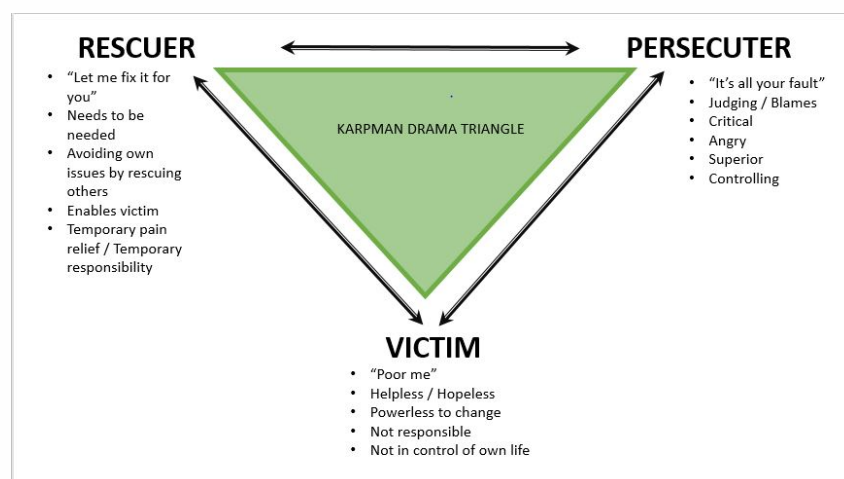 RESCUER
• "Let me fix it for
you"
• Needs to be
needed
• Avoiding own
issues by rescuing
others
• Enables victim
• Temporary pain
relief / Temporary
responsibility
PERSECUTER
• "It's all your fault"
• Judging / Blames
• Critical
• Angry
• Superior
• Controlling
KARPMAN DRAMA TRIANGLE
VICTIM
• "Poor me"
• Helpless / Hopeless
• Powerless to change
• Not responsible
• Not in control of own life